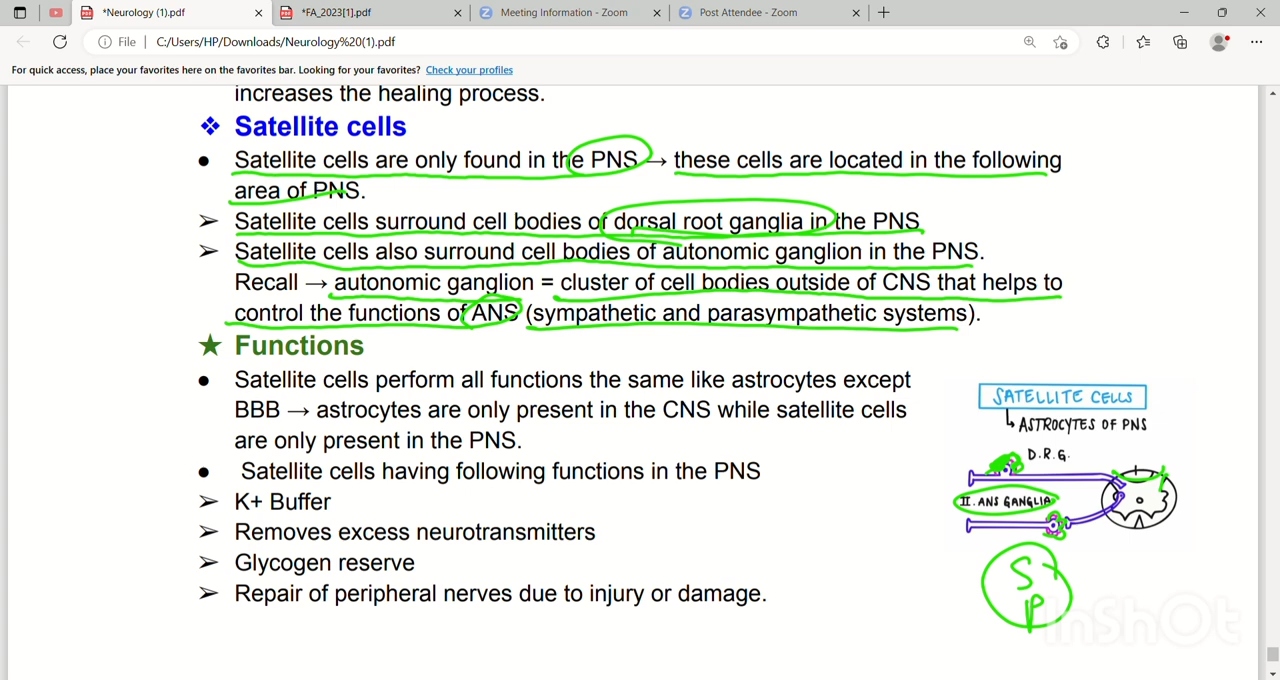 *Neurology (1).pdf
*FA_2023[1].pdf
Meeting Information - Zoom
Post Attendee - Zoom
File
C:/Users/HP/Downloads/Neurology%20(1).pdf
For quick access, place your favorites here on the favorites bar. Looking for your favorites? Check your profiles
increases the healing process.
❖ Satellite cells
● Satellite cells are only found in the PNS → these cells are located in the following
area of PNS.
➢ Satellite cells surround cell bodies of dorsal root ganglia in the PNS
➢ Satellite cells also surround cell bodies of autonomic ganglion in the PNS.
Recall → autonomic ganglion = cluster of cell bodies outside of CNS that helps to
control the functions of ANS (sympathetic and parasympathetic systems).
★ Functions
● Satellite cells perform all functions the same like astrocytes except
BBB → astrocytes are only present in the CNS while satellite cells
are only present in the PNS.
● Satellite cells having following functions in the PNS
➢ K+ Buffer
➢ Removes excess neurotransmitters
➢ Glycogen reserve
➢ Repair of peripheral nerves due to injury or damage.
SATELLITE CELLS
↳ ASTROCYTES OF PNS
D.R.G.
II. ANS GANGLIA
S+
P
InShOt